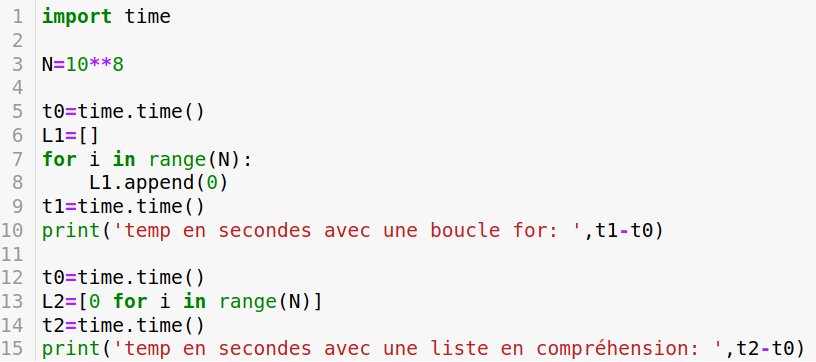 1 import time
2
3 N=10**8
4
5 t0=time.time()
6 L1=[]
7 for i in range(N):
8     L1.append(0)
9 t1=time.time()
10 print('temp en secondes avec une boucle for: ',t1-t0)
11
12 t0=time.time()
13 L2=[0 for i in range(N)]
14 t2=time.time()
15 print('temp en secondes avec une liste en compréhension: ',t2-t0)